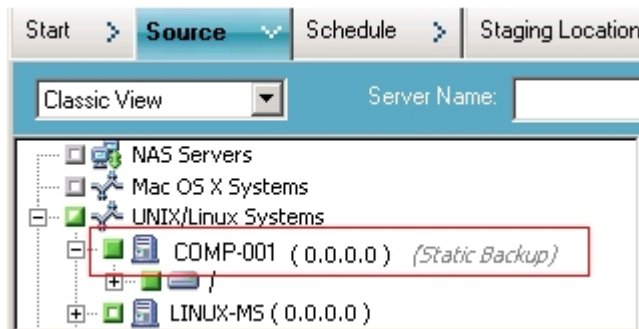 Start > Source Schedule > Staging Location
Classic View Server Name:
NAS Servers
Mac OS X Systems
UNIX/Linux Systems
COMP-001 ( 0.0.0.0 ) (Static Backup)
/
LINUX-MS ( 0.0.0.0 )